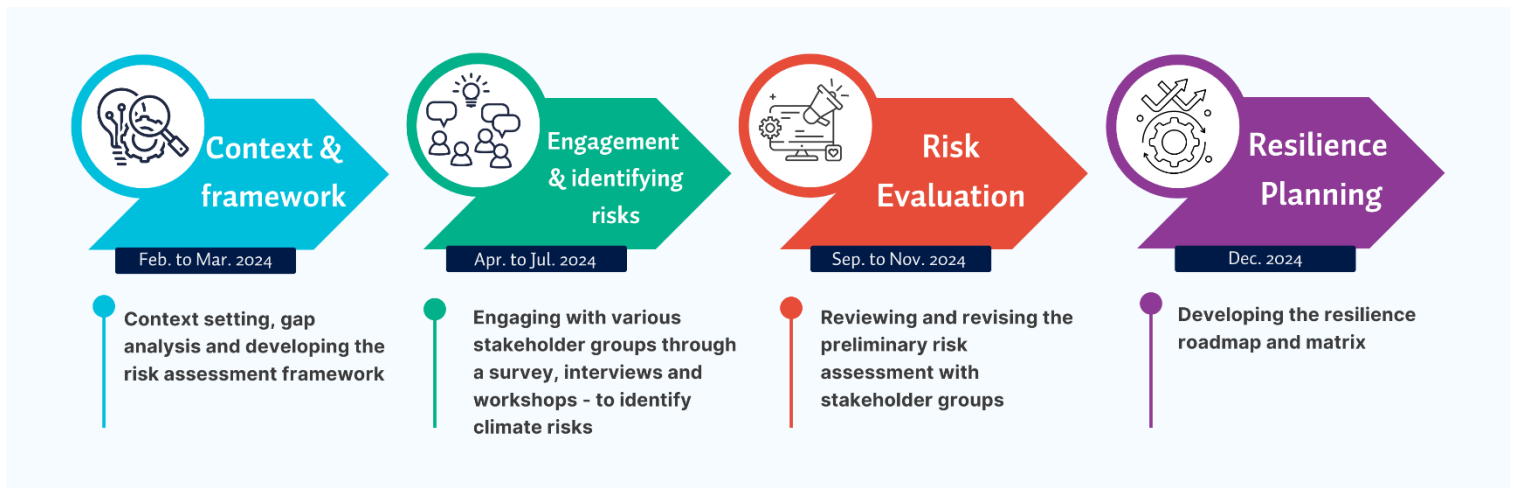 Context &
framework
Feb. to Mar. 2024
Context setting, gap
analysis and developing the
risk assessment framework
Engagement
& identifying
risks
Apr. to Jul. 2024
Engaging with various
stakeholder groups through
a survey, interviews and
workshops - to identify
climate risks
Risk
Evaluation
Sep. to Nov. 2024
Reviewing and revising the
preliminary risk
assessment with
stakeholder groups
Resilience
Planning
Dec. 2024
Developing the resilience
roadmap and matrix